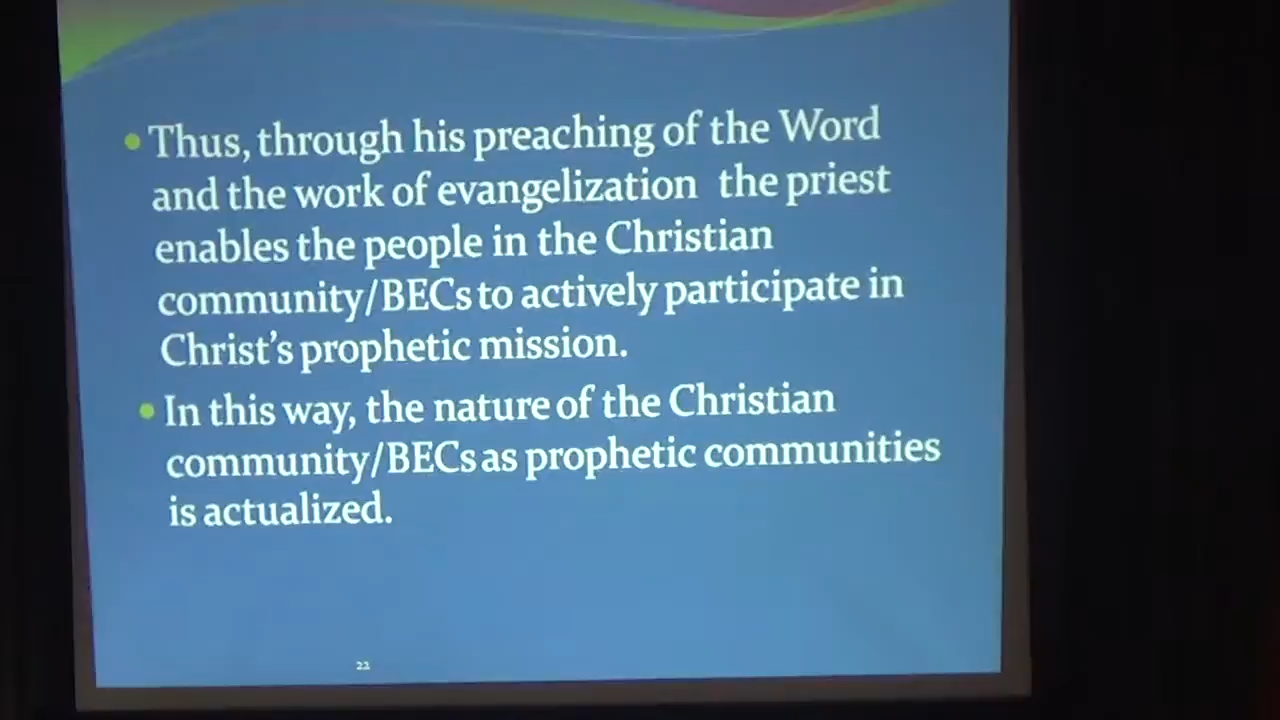 • Thus, through his preaching of the Word
and the work of evangelization the priest
enables the people in the Christian
community/BECs to actively participate in
Christ's prophetic mission.
• In this way, the nature of the Christian
community/BECs as prophetic communities
is actualized.
22